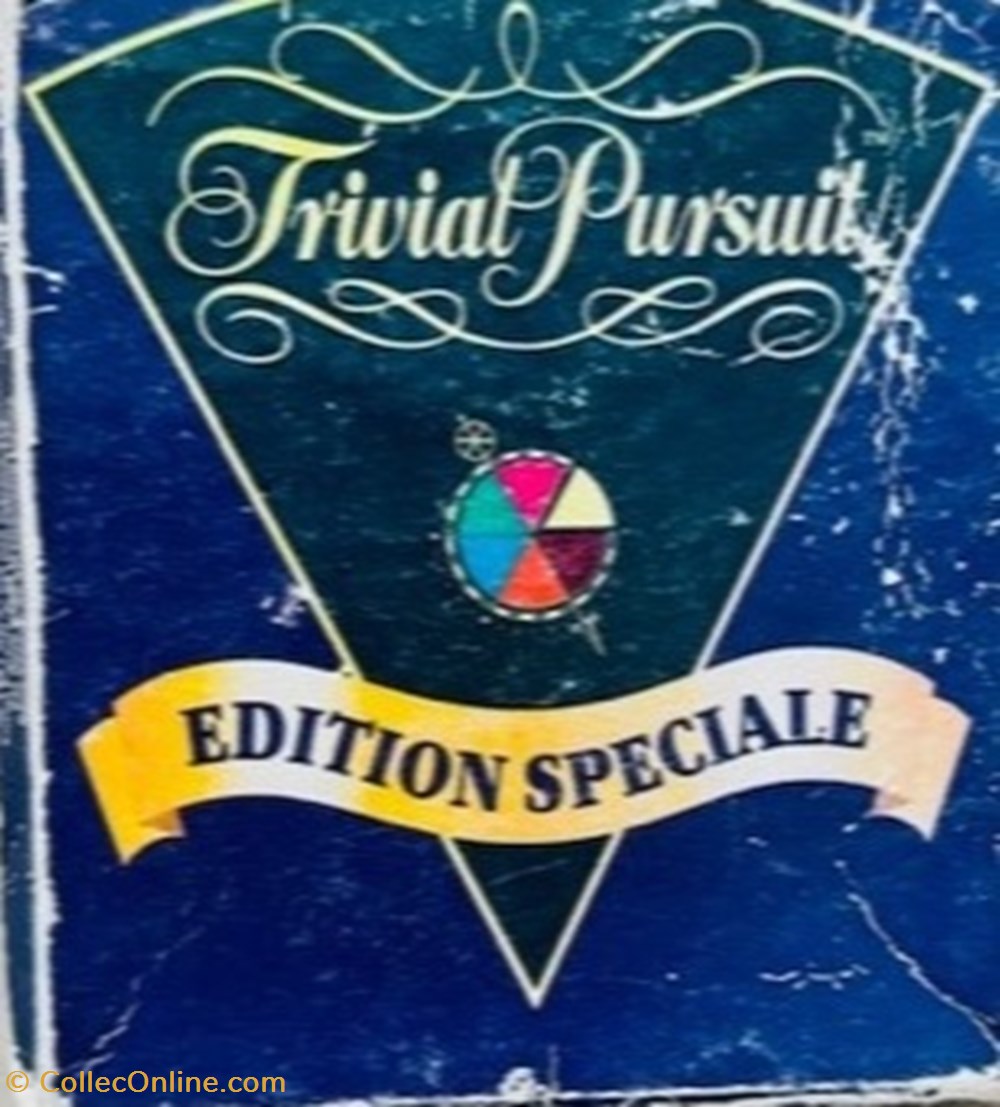 Trivial Pursuit
EDITION SPECIALE
© CollecOnline.com